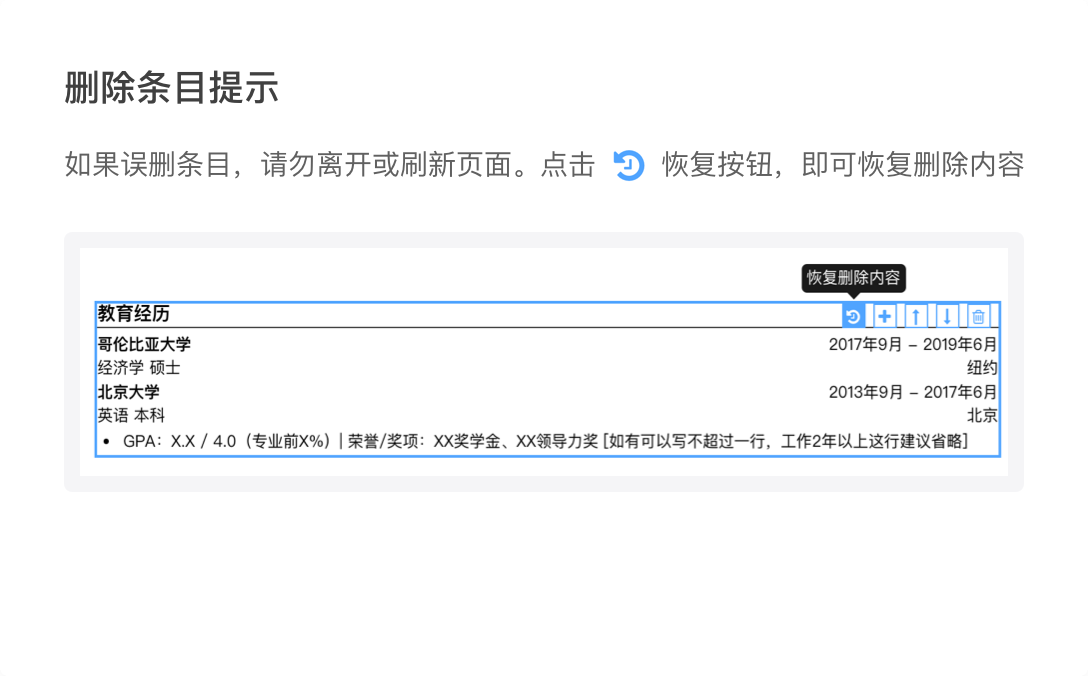 删除条目提示
如果误删条目，请勿离开或刷新页面。点击 恢复按钮，即可恢复删除内容
恢复删除内容
教育经历
哥伦比亚大学 2017年9月 – 2019年6月
经济学 硕士 纽约
北京大学 2013年9月 – 2017年6月
英语 本科 北京
• GPA：X.X / 4.0（专业前X%）| 荣誉/奖项：XX奖学金、XX领导力奖 [如有可以写不超过一行，工作2年以上这行建议省略]